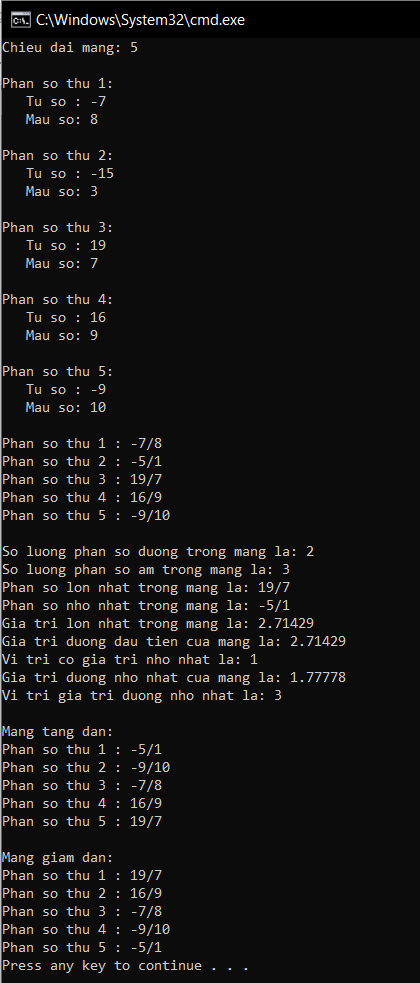 C:\Windows\System32\cmd.exe
Chieu dai mang: 5
Phan so thu 1:
Tu so : -7
Mau so: 8
Phan so thu 2:
Tu so : -15
Mau so: 3
Phan so thu 3:
Tu so : 19
Mau so: 7
Phan so thu 4:
Tu so : 16
Mau so: 9
Phan so thu 5:
Tu so : -9
Mau so: 10
Phan so thu 1 : -7/8
Phan so thu 2 : -5/1
Phan so thu 3 : 19/7
Phan so thu 4 : 16/9
Phan so thu 5 : -9/10
So luong phan so duong trong mang la: 2
So luong phan so am trong mang la: 3
Phan so lon nhat trong mang la: 19/7
Phan so nho nhat trong mang la: -5/1
Gia tri lon nhat trong mang la: 2.71429
Gia tri duong dau tien cua mang la: 2.71429
Vi tri co gia tri nho nhat la: 1
Gia tri duong nho nhat cua mang la: 1.77778
Vi tri gia tri duong nho nhat la: 3
Mang tang dan:
Phan so thu 1 : -5/1
Phan so thu 2 : -9/10
Phan so thu 3 : -7/8
Phan so thu 4 : 16/9
Phan so thu 5 : 19/7
Mang giam dan:
Phan so thu 1 : 19/7
Phan so thu 2 : 16/9
Phan so thu 3 : -7/8
Phan so thu 4 : -9/10
Phan so thu 5 : -5/1
Press any key to continue . . .